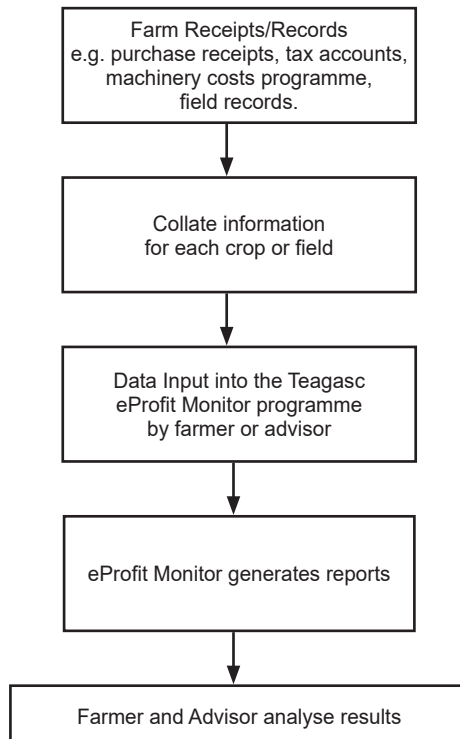 Farm Receipts/Records
e.g. purchase receipts, tax accounts,
machinery costs programme,
field records.
Collate information
for each crop or field
Data Input into the Teagasc
eProfit Monitor programme
by farmer or advisor
eProfit Monitor generates reports
Farmer and Advisor analyse results